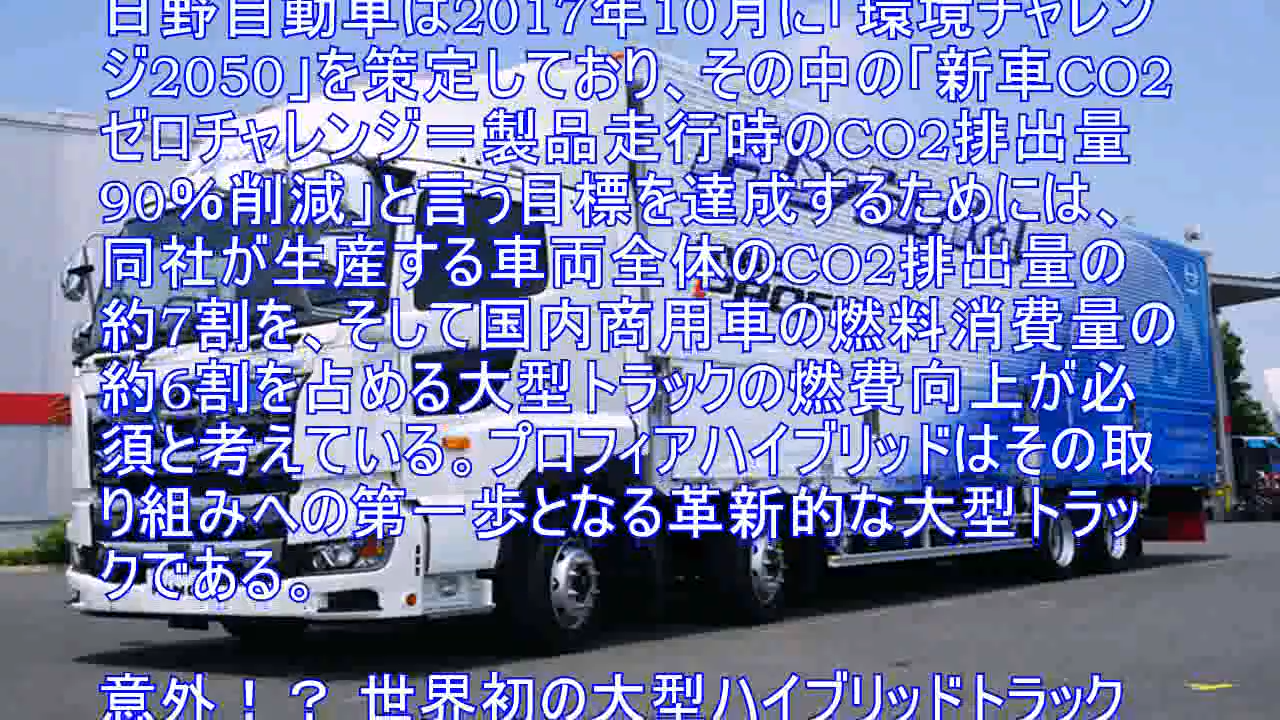 日野自動車は2017年10月に「環境チャレン
ジ2050」を策定しており、その中の「新車CO2
ゼロチャレンジ＝製品走行時のCO2排出量
90％削減」と言う目標を達成するためには、
同社が生産する車両全体のCO2排出量の
約7割を、そして国内商用車の燃料消費量の
約6割を占める大型トラックの燃費向上が必
須と考えている。プロフィアハイブリッドはその取
り組みへの第一歩となる革新的な大型トラッ
クである。
意外！？ 世界初の大型ハイブリッドトラック